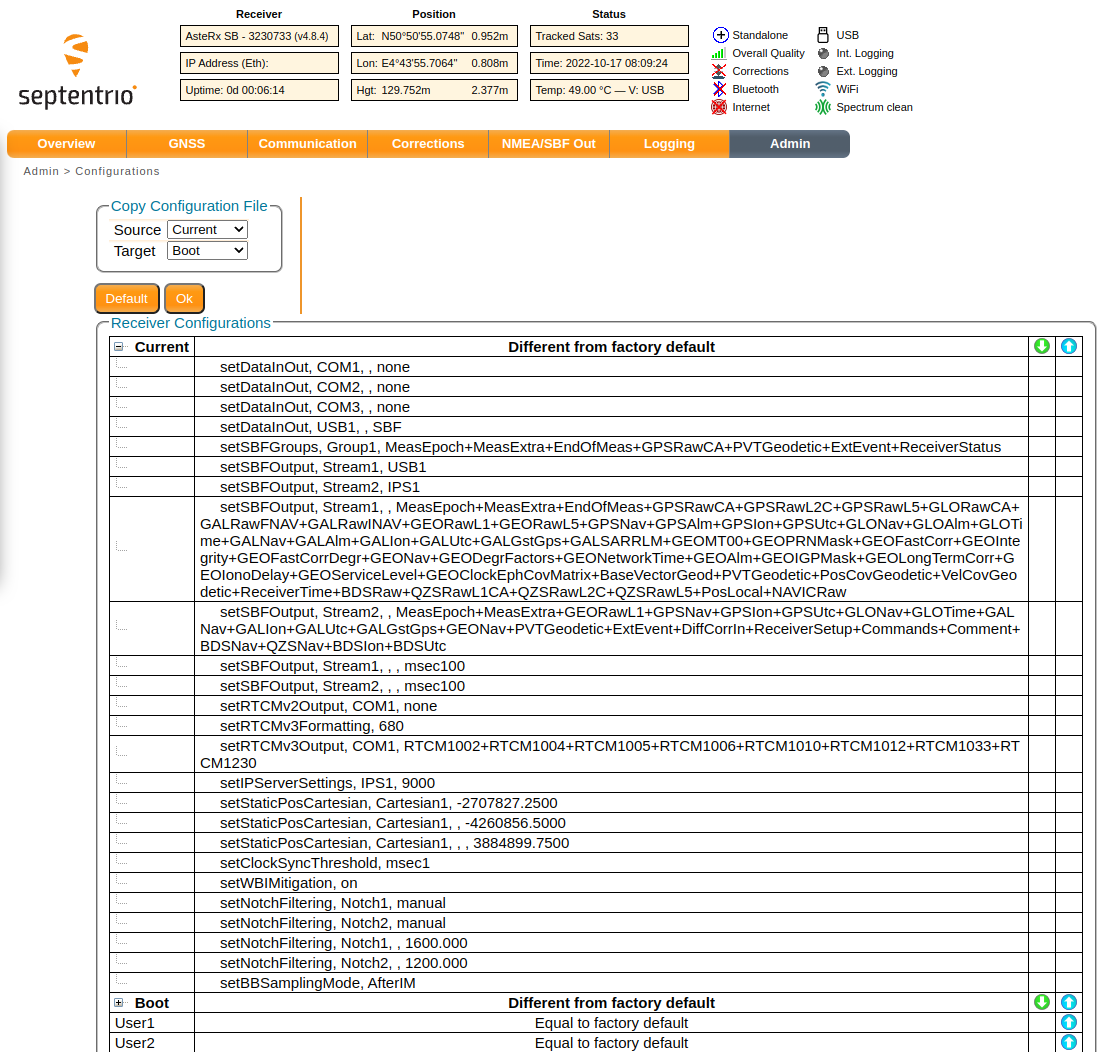 Receiver Position Status
septentrio
AsteRx SB - 3230733 (v4.8.4) Lat: N50°50'55.0748" 0.952m Tracked Sats: 33
IP Address (Eth): Lon: E4°43'55.7064" 0.808m Time: 2022-10-17 08:09:24
Uptime: 0d 00:06:14 Hgt: 129.752m 2.377m Temp: 49.00 °C — V: USB
Standalone USB
Overall Quality Int. Logging
Corrections Ext. Logging
Bluetooth WiFi
Internet Spectrum clean
Overview GNSS Communication Corrections NMEA/SBF Out Logging Admin
Admin > Configurations
Copy Configuration File
Source Current
Target Boot
Default Ok
Receiver Configurations
Current Different from factory default
setDataInOut, COM1, , none
setDataInOut, COM2, , none
setDataInOut, COM3, , none
setDataInOut, USB1, , SBF
setSBFGroups, Group1, MeasEpoch+MeasExtra+EndOfMeas+GPSRawCA+PVTGeodetic+ExtEvent+ReceiverStatus
setSBFOutput, Stream1, USB1
setSBFOutput, Stream2, IPS1
setSBFOutput, Stream1, , MeasEpoch+MeasExtra+EndOfMeas+GPSRawCA+GPSRawL2C+GPSRawL5+GLORawCA+
GALRawFNAV+GALRawINAV+GEORawL1+GEORawL5+GPSNav+GPSAlm+GPSIon+GPSUtc+GLONav+GLOAlm+GLOTi
me+GALNav+GALAlm+GALIon+GALUtc+GALGstGps+GALSARRLM+GEOMT00+GEOPRNMask+GEOFastCorr+GEOInte
grity+GEOFastCorrDegr+GEONav+GEODegrFactors+GEONetworkTime+GEOAlm+GEOIGPMask+GEOLongTermCorr+G
EOIonoDelay+GEOServiceLevel+GEOClockEphCovMatrix+BaseVectorGeod+PVTGeodetic+PosCovGeodetic+VelCovGeo
detic+ReceiverTime+BDSRaw+QZSRawL1CA+QZSRawL2C+QZSRawL5+PosLocal+NAVICRaw
setSBFOutput, Stream2, , MeasEpoch+MeasExtra+GEORawL1+GPSNav+GPSIon+GPSUtc+GLONav+GLOTime+GAL
Nav+GALIon+GALUtc+GALGstGps+GEONav+PVTGeodetic+ExtEvent+DiffCorrIn+ReceiverSetup+Commands+Comment+
BDSNav+QZSNav+BDSIon+BDSUtc
setSBFOutput, Stream1, , , msec100
setSBFOutput, Stream2, , , msec100
setRTCMv2Output, COM1, none
setRTCMv3Formatting, 680
setRTCMv3Output, COM1, RTCM1002+RTCM1004+RTCM1005+RTCM1006+RTCM1010+RTCM1012+RTCM1033+RT
CM1230
setIPServerSettings, IPS1, 9000
setStaticPosCartesian, Cartesian1, -2707827.2500
setStaticPosCartesian, Cartesian1, , -4260856.5000
setStaticPosCartesian, Cartesian1, , , 3884899.7500
setClockSyncThreshold, msec1
setWBIMitigation, on
setNotchFiltering, Notch1, manual
setNotchFiltering, Notch2, manual
setNotchFiltering, Notch1, , 1600.000
setNotchFiltering, Notch2, , 1200.000
setBBSamplingMode, AfterIM
Boot Different from factory default
User1 Equal to factory default
User2 Equal to factory default